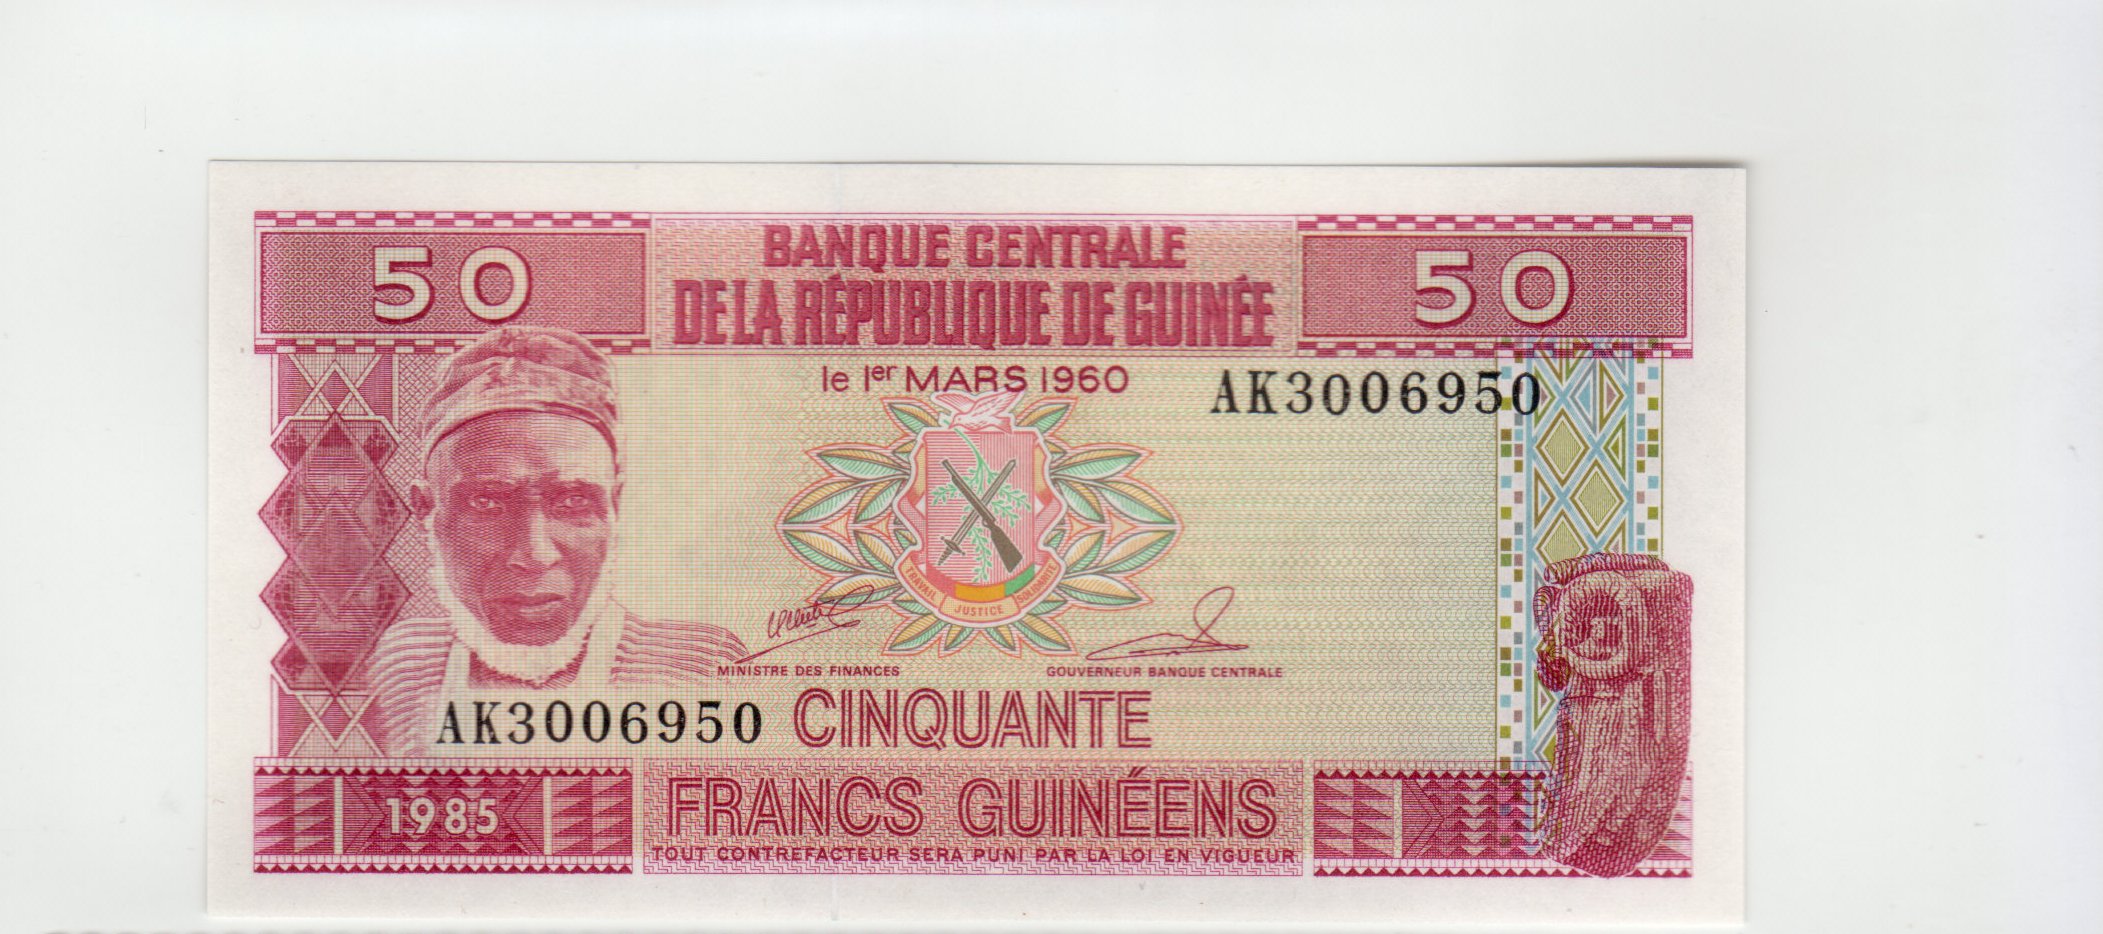 50
BANQUE CENTRALE
DE LA RÉPUBLIQUE DE GUINÉE
50
le 1er MARS 1960
AK3006950
TRAVAIL JUSTICE SOLIDARITÉ
MINISTRE DES FINANCES
GOUVERNEUR BANQUE CENTRALE
AK3006950
CINQUANTE
1985
FRANCS GUINÉENS
TOUT CONTREFACTEUR SERA PUNI PAR LA LOI EN VIGUEUR